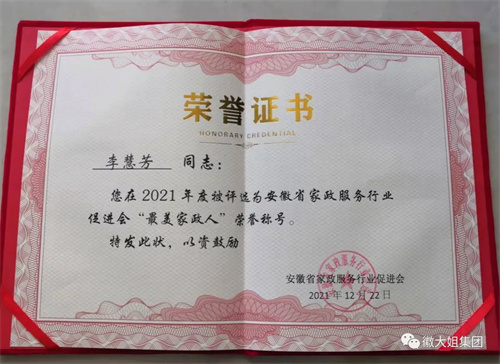 荣誉证书
HONORARY CREDENTIAL
李慧芳 同志:
您在2021年度被评选为安徽省家政服务行业
促进会“最美家政人”荣誉称号。
特发此状,以资鼓励
安徽省家政服务行业促进会
2021年12月22日
徽大姐集团